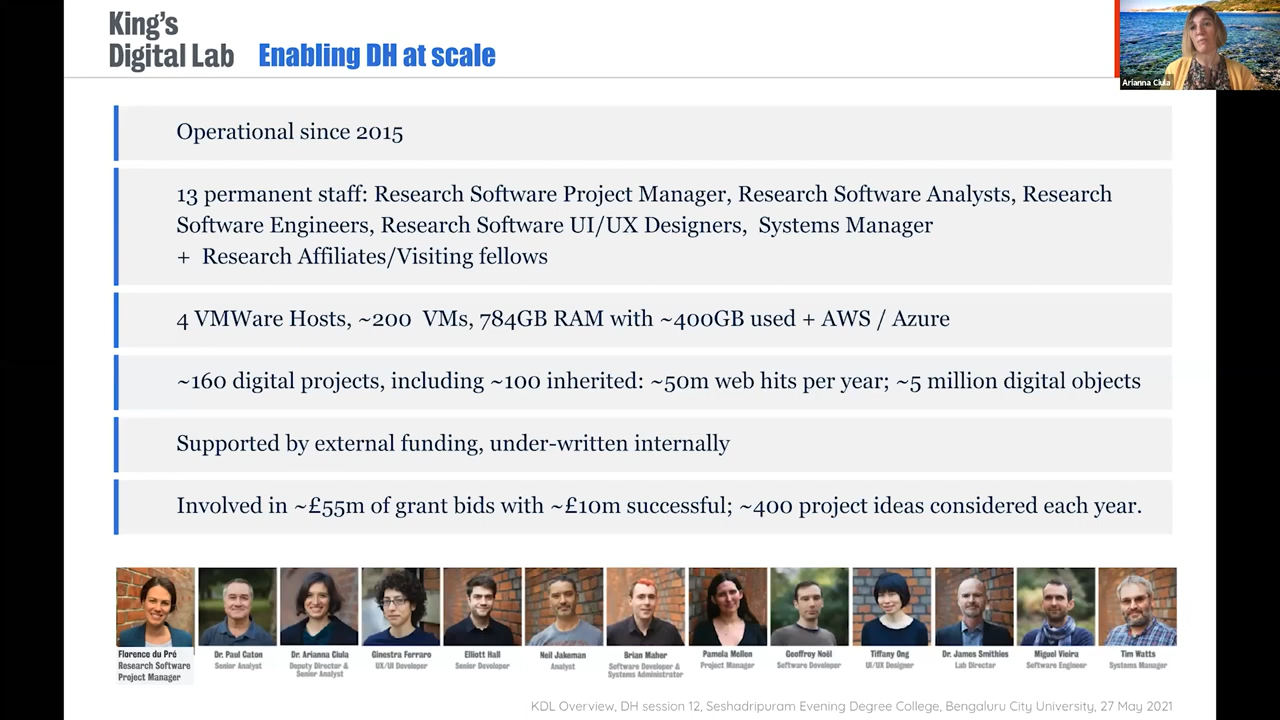 King's
Digital Lab
Enabling DH at scale
Arianna Ciula
Operational since 2015
13 permanent staff: Research Software Project Manager, Research Software Analysts, Research
Software Engineers, Research Software UI/UX Designers, Systems Manager
+ Research Affiliates/Visiting fellows
4 VMWare Hosts, ~200 VMs, 784GB RAM with ~400GB used + AWS / Azure
~160 digital projects, including ~100 inherited: ~50m web hits per year; ~5 million digital objects
Supported by external funding, under-written internally
Involved in ~£55m of grant bids with ~£10m successful; ~400 project ideas considered each year.
Florence du Pré
Research Software
Project Manager
Dr. Paul Caton
Senior Analyst
Dr. Arianna Ciula
Deputy Director &
Senior Analyst
Ginestra Ferraro
UX/UI Developer
Elliott Hall
Senior Developer
Neil Jakeman
Analyst
Brian Maher
Software Developer &
Systems Administrator
Pamela Mellen
Project Manager
Geoffroy Noël
Software Developer
Tiffany Ong
UI/UX Designer
Dr. James Smithies
Lab Director
Miguel Vieira
Software Engineer
Tim Watts
Systems Manager
KDL Overview, DH session 12, Seshadripuram Evening Degree College, Bengaluru City University, 27 May 2021